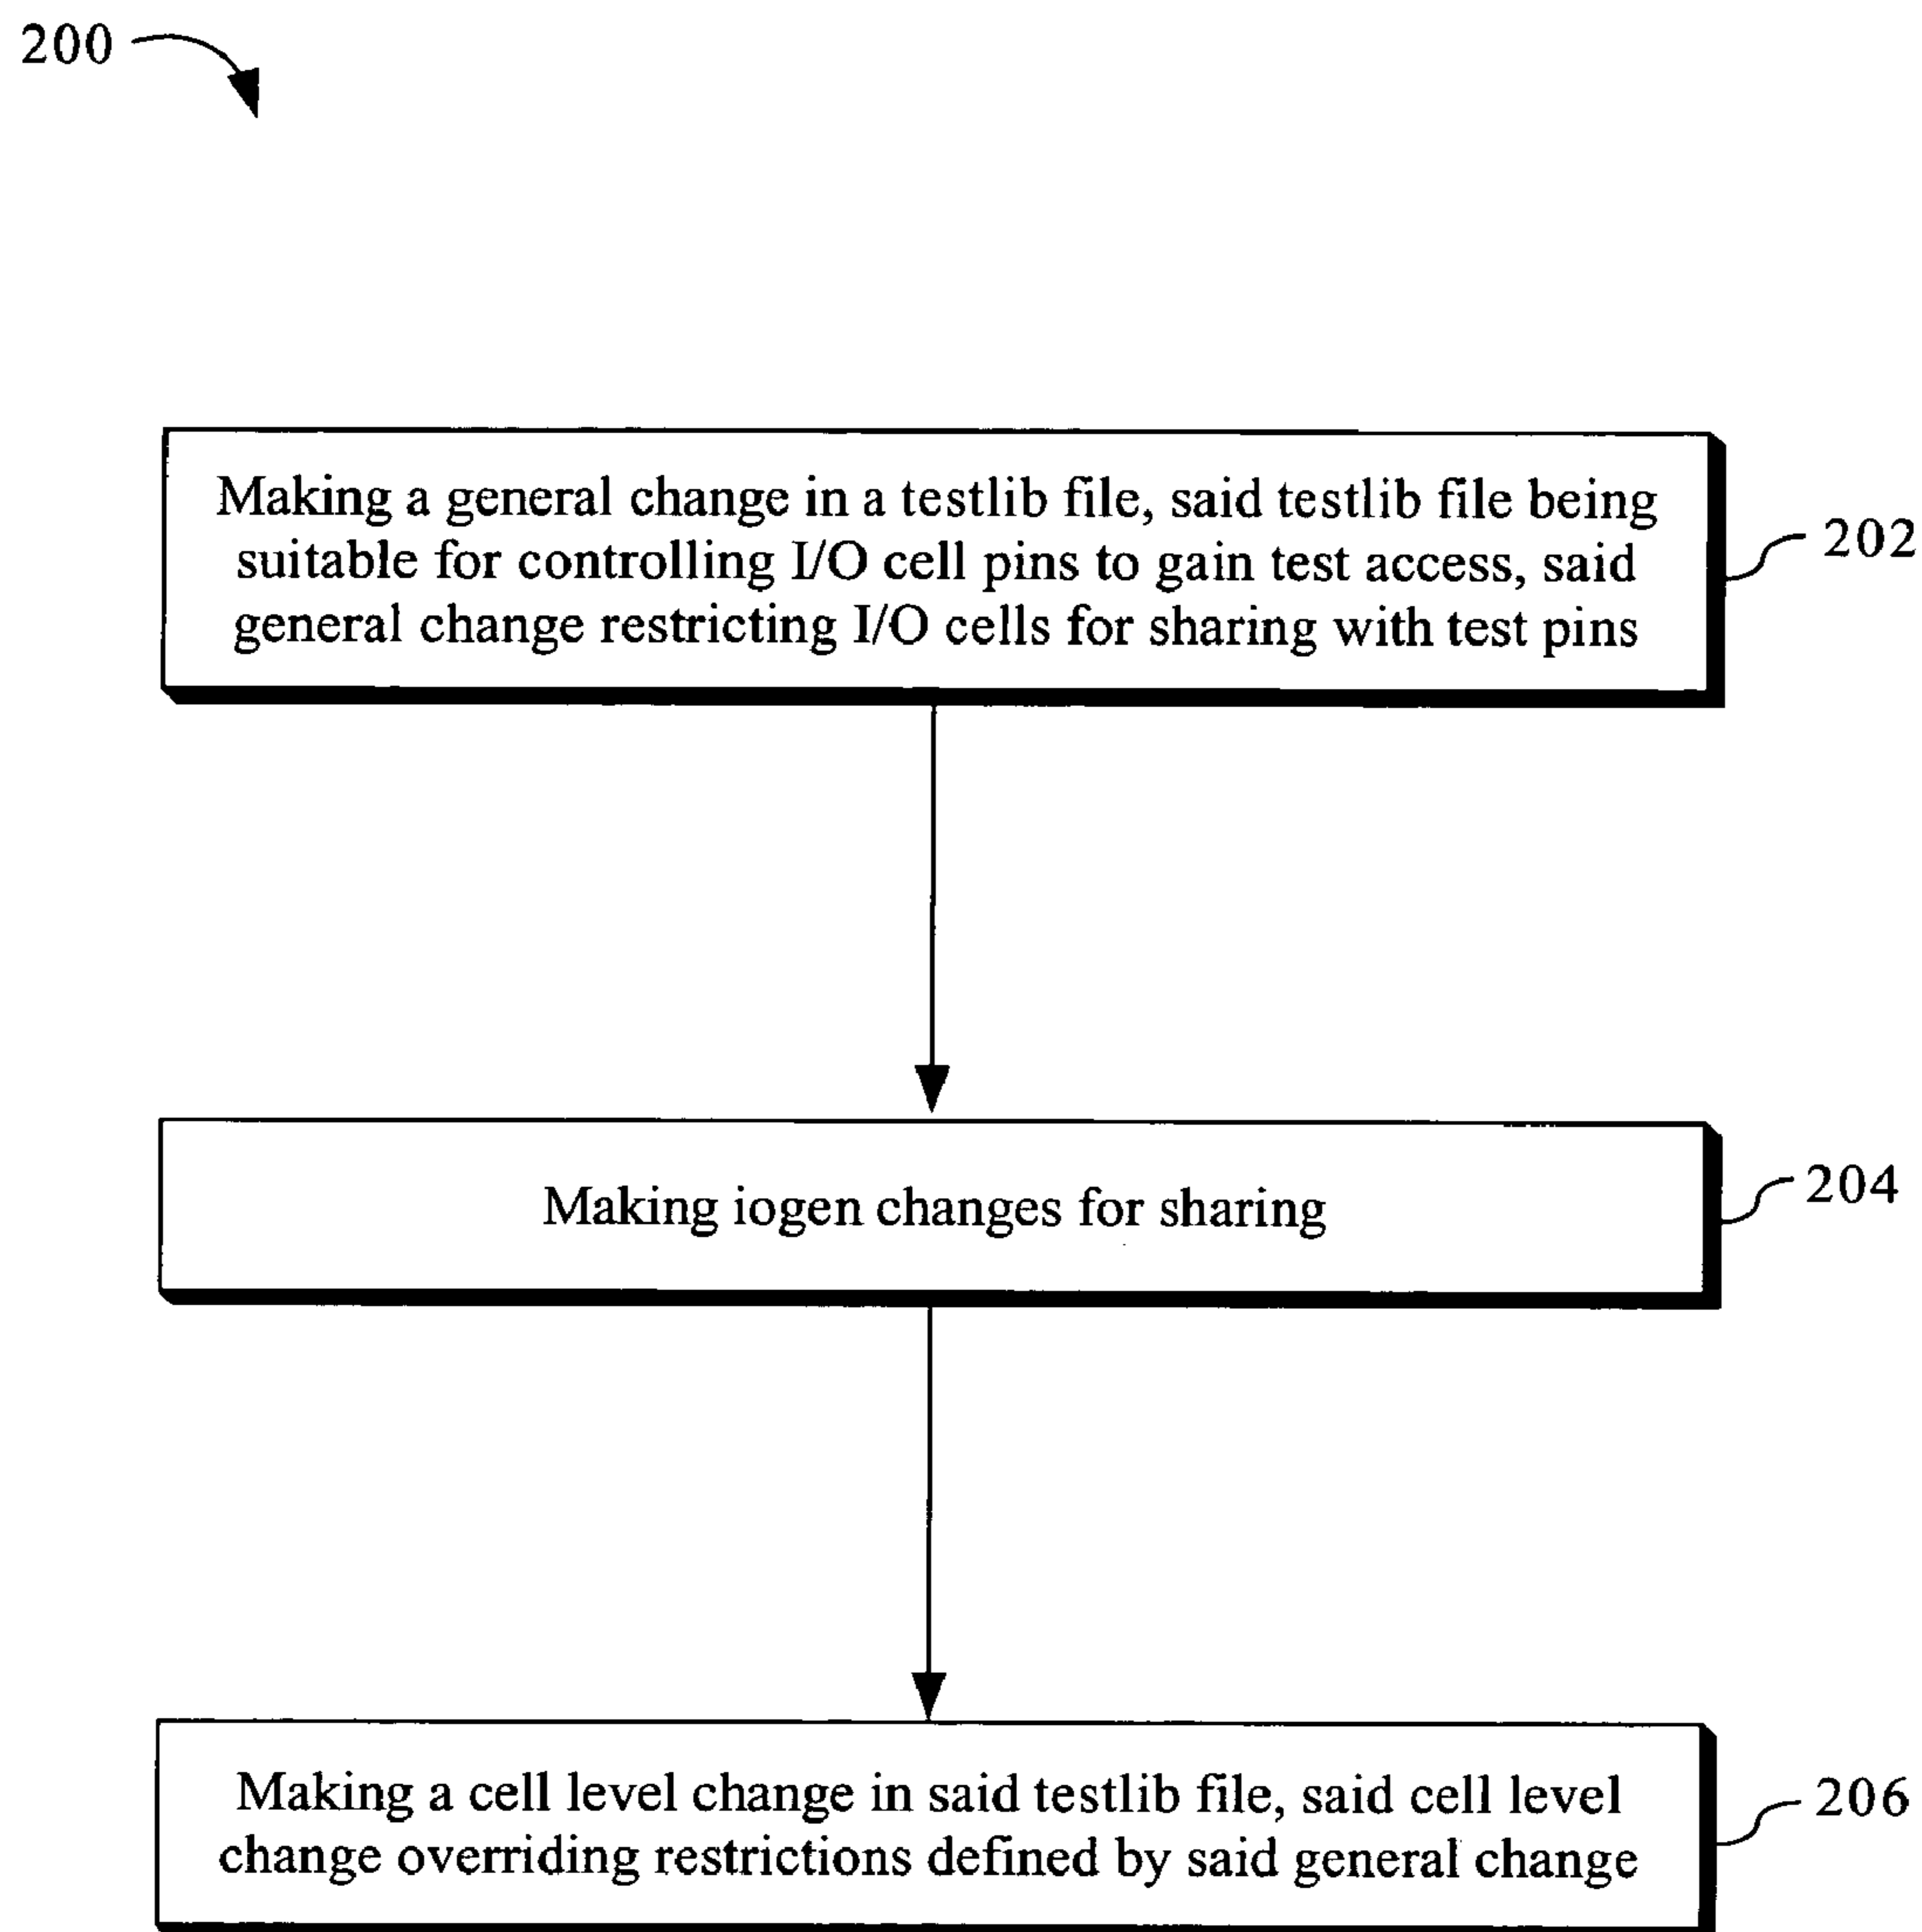 200
Making a general change in a testlib file, said testlib file being
suitable for controlling I/O cell pins to gain test access, said
general change restricting I/O cells for sharing with test pins
202
Making iogen changes for sharing
204
Making a cell level change in said testlib file, said cell level
change overriding restrictions defined by said general change
206